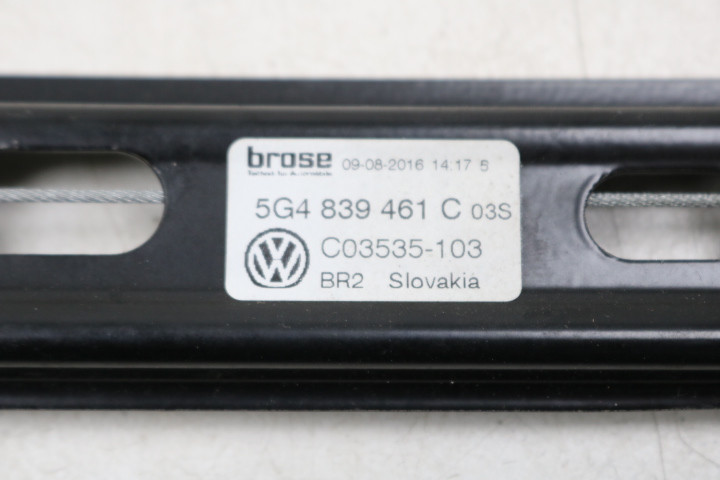 brose 09-08-2016 14:17 5
5G4 839 461 C 03S
C03535-103
BR2 Slovakia